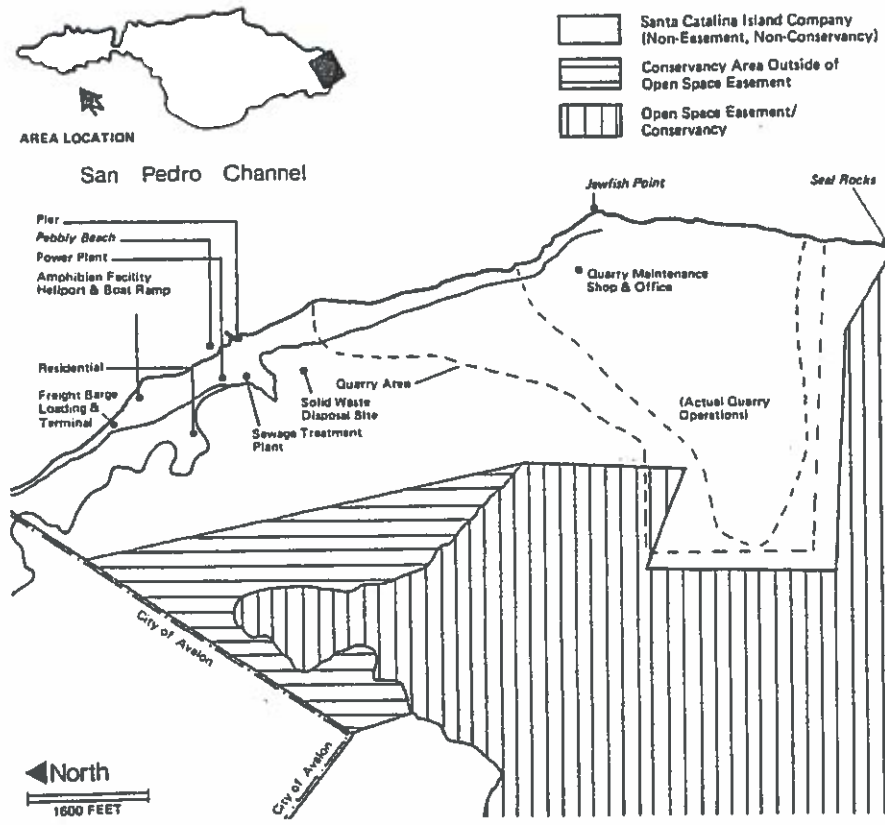 Santa Catalina Island Company
(Non-Easement, Non-Conservancy)
Conservancy Area Outside of
Open Space Easement
Open Space Easement/
Conservancy
AREA LOCATION
San Pedro Channel
Jewfish Point
Seal Rocks
Pier
Pebbly Beach
Power Plant
Amphibian Facility
Heliport & Boat Ramp
Quarry Maintenance
Shop & Office
Residential
Freight Barge
Loading &
Terminal
Quarry Area
Solid Waste
Disposal Site
Sewage Treatment
Plant
(Actual Quarry
Operations)
City of Avalon
City of Avalon
North
1600 FEET